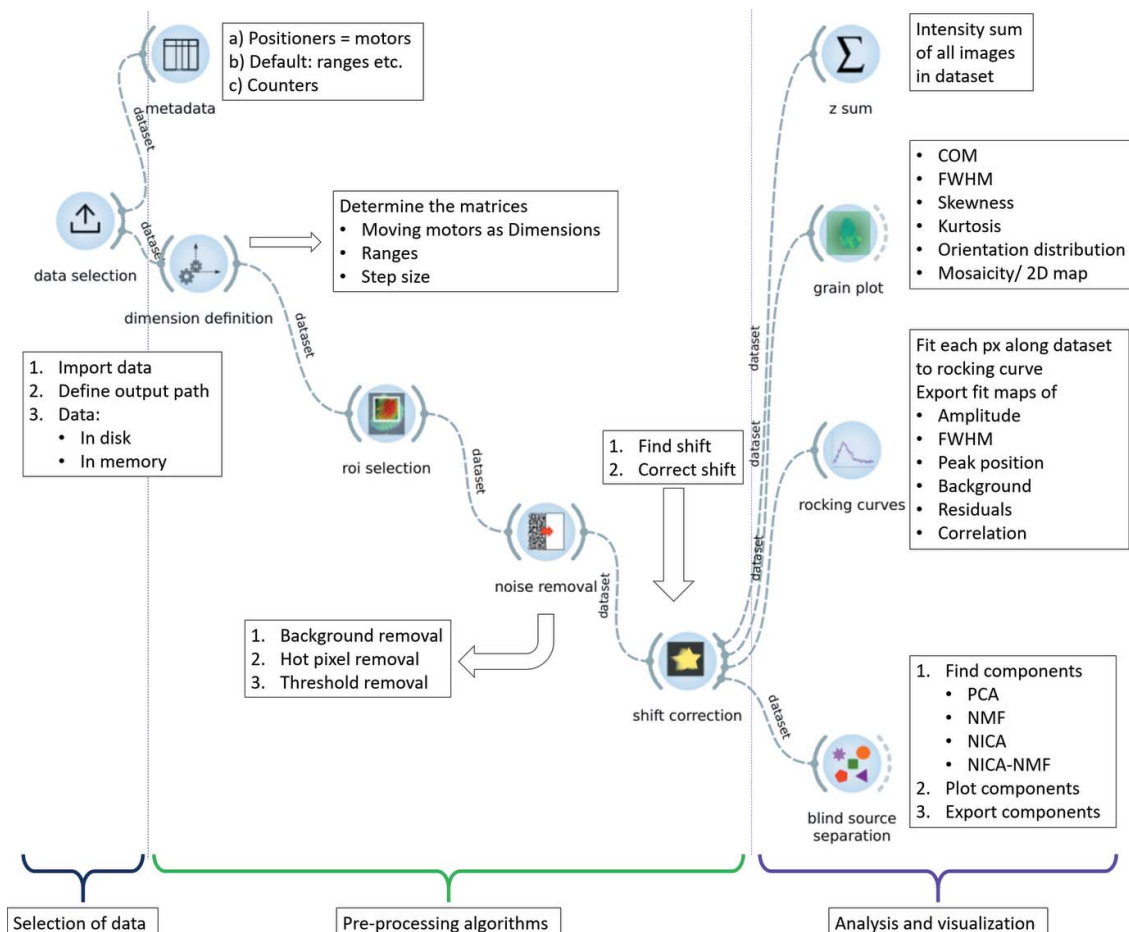 a) Positioners = motors
b) Default: ranges etc.
c) Counters
metadata
dataset
data selection
dataset
dimension definition
Determine the matrices
• Moving motors as Dimensions
• Ranges
• Step size
1. Import data
2. Define output path
3. Data:
• In disk
• In memory
dataset
roi selection
dataset
noise removal
1. Background removal
2. Hot pixel removal
3. Threshold removal
dataset
1. Find shift
2. Correct shift
shift correction
dataset
dataset
dataset
dataset
Σ
z sum
Intensity sum
of all images
in dataset
grain plot
• COM
• FWHM
• Skewness
• Kurtosis
• Orientation distribution
• Mosaicity/ 2D map
rocking curves
Fit each px along dataset
to rocking curve
Export fit maps of
• Amplitude
• FWHM
• Peak position
• Background
• Residuals
• Correlation
blind source
separation
1. Find components
• PCA
• NMF
• NICA
• NICA-NMF
2. Plot components
3. Export components
Selection of data
Pre-processing algorithms
Analysis and visualization